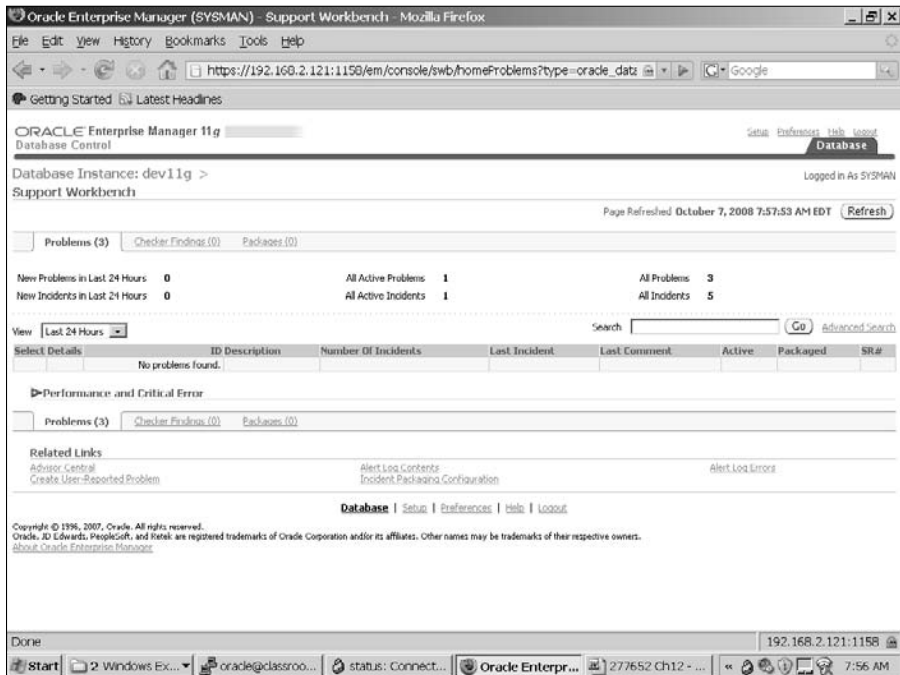 Oracle Enterprise Manager (SYSMAN) - Support Workbench - Mozilla Firefox
File Edit View History Bookmarks Tools Help
https://192.168.2.121:1158/em/console/swb/homeProblems?type=oracle_data Google
Getting Started Latest Headlines
ORACLE Enterprise Manager 11g
Setup Preferences Help Logout
Database Control
Database
Database Instance: dev11g >
Logged in As SYSMAN
Support Workbench
Page Refreshed October 7, 2008 7:57:53 AM EDT Refresh
Problems (3) Checker Findings (0) Packages (0)
New Problems in Last 24 Hours 0 All Active Problems 1 All Problems 3
New Incidents in Last 24 Hours 0 All Active Incidents 1 All Incidents 5
View Last 24 Hours Search Go Advanced Search
Select Details ID Description Number Of Incidents Last Incident Last Comment Active Packaged SR#
No problems found.
Performance and Critical Error
Problems (3) Checker Findings (0) Packages (0)
Related Links
Advisor Central Alert Log Contents Alert Log Errors
Create User-Reported Problem Incident Packaging Configuration
Database | Setup | Preferences | Help | Logout
Copyright © 1996, 2007, Oracle. All rights reserved.
Oracle, JD Edwards, PeopleSoft, and Retek are registered trademarks of Oracle Corporation and/or its affiliates. Other names may be trademarks of their respective owners.
About Oracle Enterprise Manager
Done 192.168.2.121:1158
Start 2 Windows Ex... oracle@classroo... status: Connect... Oracle Enterpr... 277652 Ch12 - ... « 7:56 AM